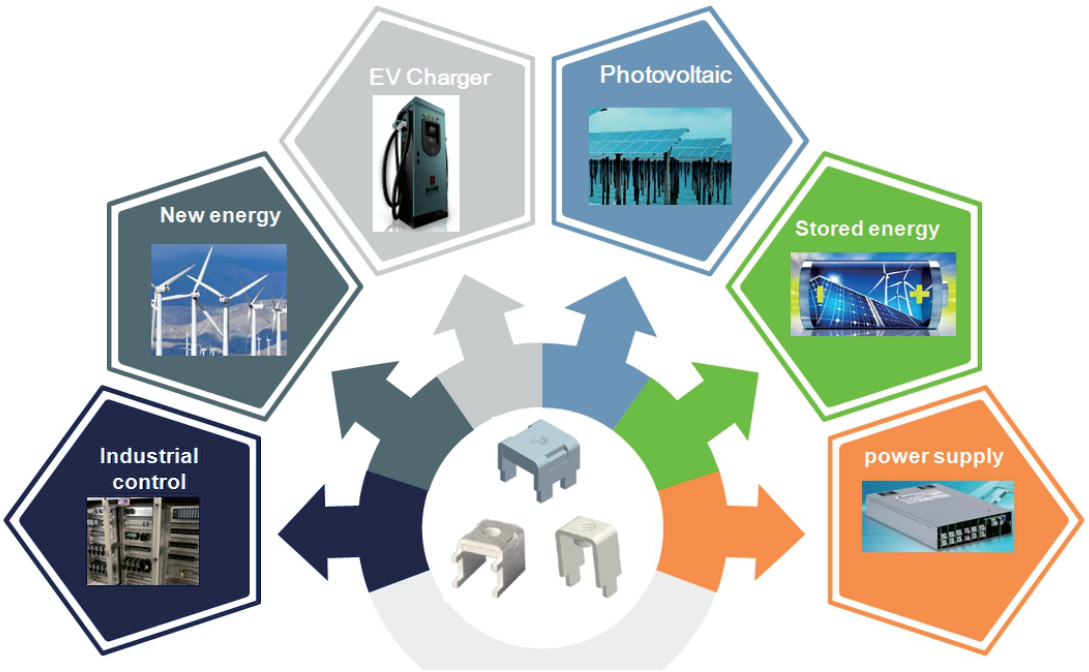 EV Charger
Photovoltaic
New energy
Stored energy
Industrial
control
power supply